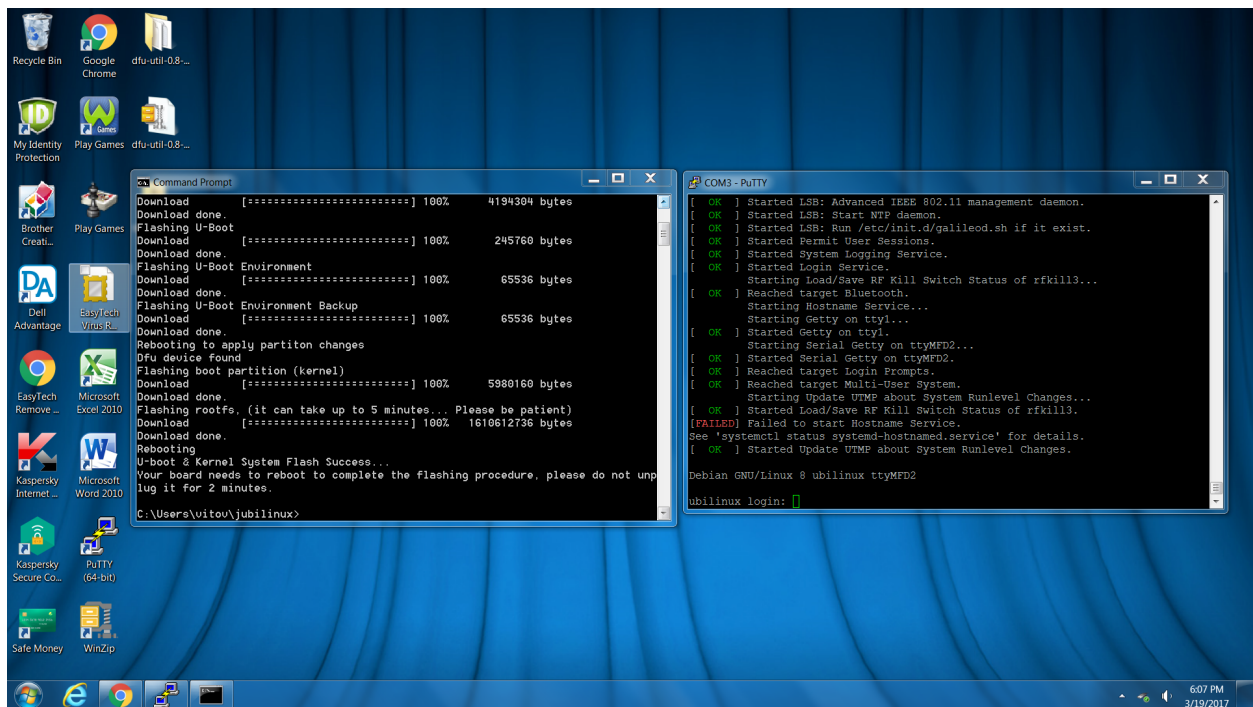 Recycle Bin
Google
Chrome
dfu-util-0.8-...
My Identity
Protection
Games
Play Games
dfu-util-0.8-...
Brother
Creati...
Play Games
Dell
Advantage
EasyTech
Virus R...
EasyTech
Remove ...
Microsoft
Excel 2010
Kaspersky
Internet ...
Microsoft
Word 2010
Kaspersky
Secure Co...
PuTTY
(64-bit)
Safe Money
WinZip
Command Prompt
Download [=========================] 100% 4194304 bytes
Download done.
Flashing U-Boot
Download [=========================] 100% 245760 bytes
Download done.
Flashing U-Boot Environment
Download [=========================] 100% 65536 bytes
Download done.
Flashing U-Boot Environment Backup
Download [=========================] 100% 65536 bytes
Download done.
Rebooting to apply partiton changes
Dfu device found
Flashing boot partition (kernel)
Download [=========================] 100% 5980160 bytes
Download done.
Flashing rootfs, (it can take up to 5 minutes... Please be patient)
Download [=========================] 100% 1610612736 bytes
Download done.
Rebooting
U-boot & Kernel System Flash Success...
Your board needs to reboot to complete the flashing procedure, please do not unp
lug it for 2 minutes.
C:\Users\vitov\jubilinux>
COM3 - PuTTY
[ OK ] Started LSB: Advanced IEEE 802.11 management daemon.
[ OK ] Started LSB: Start NTP daemon.
[ OK ] Started LSB: Run /etc/init.d/galileod.sh if it exist.
[ OK ] Started Permit User Sessions.
[ OK ] Started System Logging Service.
[ OK ] Started Login Service.
Starting Load/Save RF Kill Switch Status of rfkill3...
[ OK ] Reached target Bluetooth.
Starting Hostname Service...
Starting Getty on tty1...
[ OK ] Started Getty on tty1.
Starting Serial Getty on ttyMFD2...
[ OK ] Started Serial Getty on ttyMFD2.
[ OK ] Reached target Login Prompts.
[ OK ] Reached target Multi-User System.
Starting Update UTMP about System Runlevel Changes...
[ OK ] Started Load/Save RF Kill Switch Status of rfkill3.
[FAILED] Failed to start Hostname Service.
See 'systemctl status systemd-hostnamed.service' for details.
[ OK ] Started Update UTMP about System Runlevel Changes.
Debian GNU/Linux 8 ubilinux ttyMFD2
ubilinux login:
6:07 PM
3/19/2017